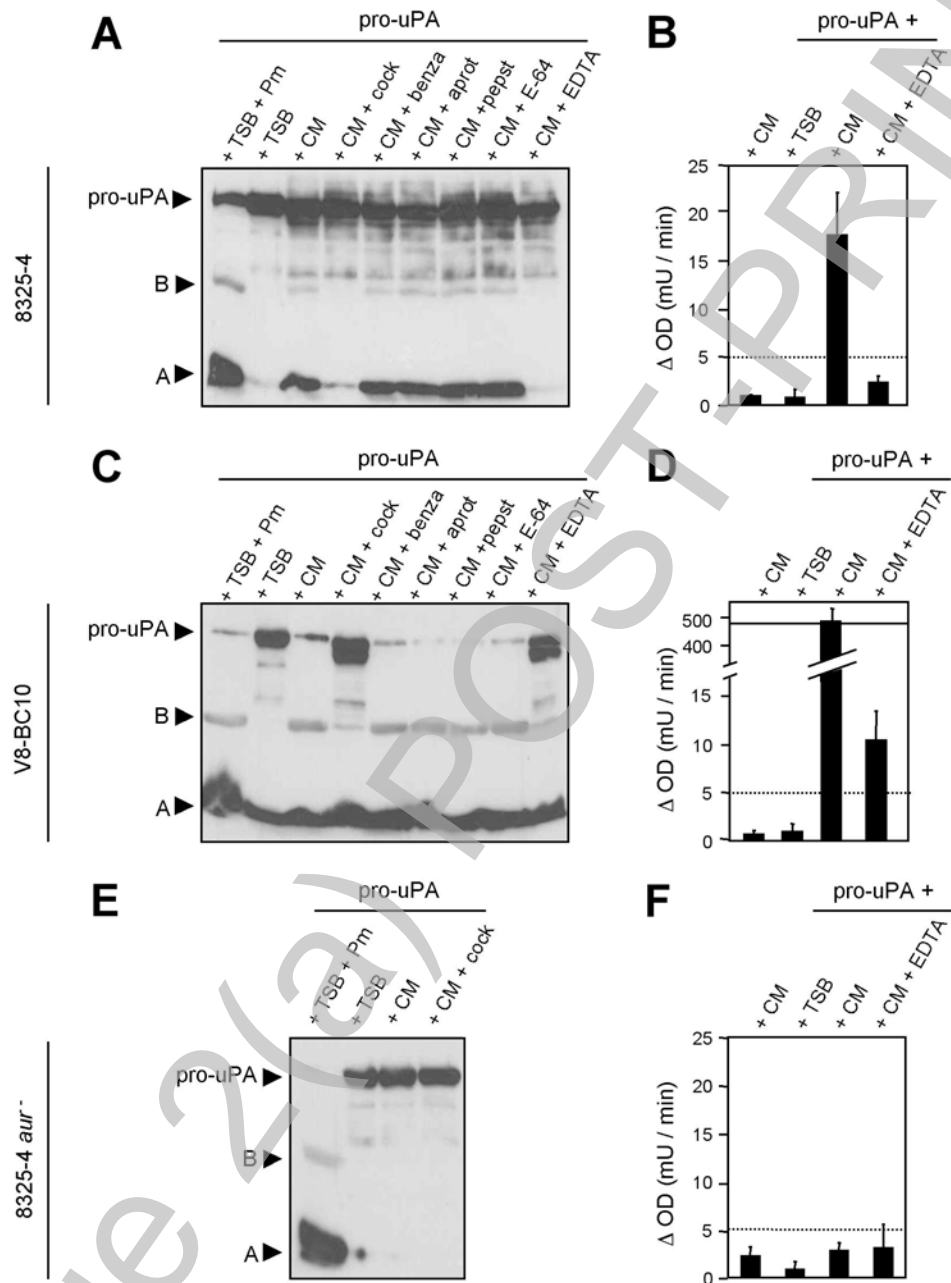 A
pro-uPA
+ TSB + Pm
+ TSB
+ CM
+ CM + cock
+ CM + benza
+ CM + aprot
+ CM +pepst
+ CM + E-64
+ CM + EDTA
8325-4
pro-uPA
B
A
B
pro-uPA +
+ CM
+ TSB
+ CM
+ CM + EDTA
Δ OD (mU / min)
25
20
15
10
5
0
C
pro-uPA
+ TSB + Pm
+ TSB
+ CM
+ CM + cock
+ CM + benza
+ CM + aprot
+ CM +pepst
+ CM + E-64
+ CM + EDTA
V8-BC10
pro-uPA
B
A
D
pro-uPA +
+ CM
+ TSB
+ CM
+ CM + EDTA
Δ OD (mU / min)
500
400
15
10
5
0
E
pro-uPA
+ TSB + Pm
+ TSB
+ CM
+ CM + cock
8325-4 aur -
pro-uPA
B
A
F
pro-uPA +
+ CM
+ TSB
+ CM
+ CM + EDTA
Δ OD (mU / min)
25
20
15
10
5
0
2(a) POST-PRIN